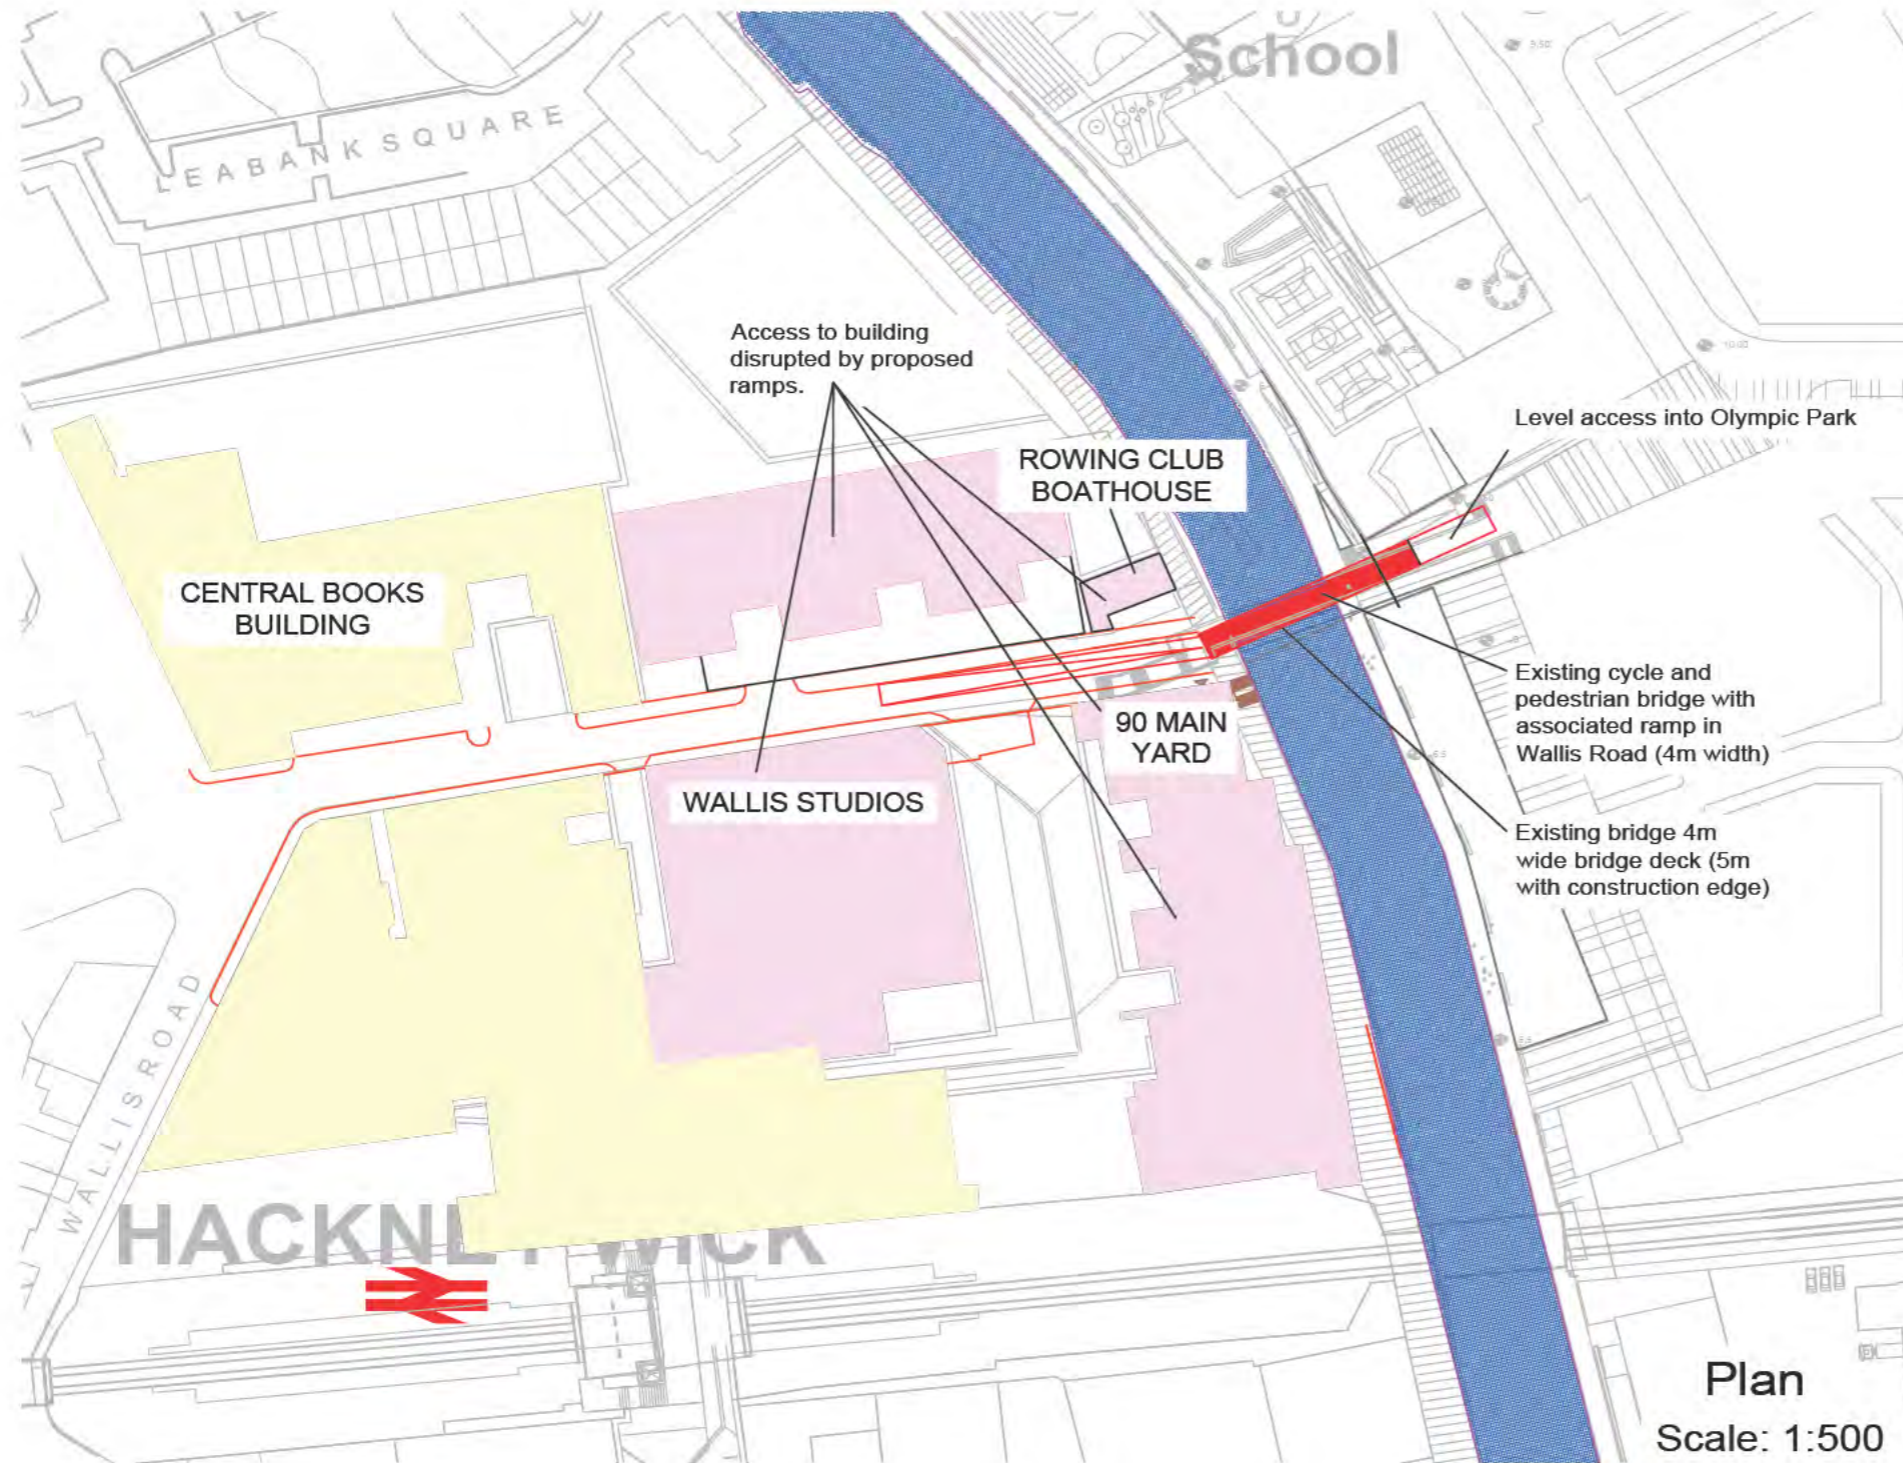 School
LEABANK SQUARE
Access to building
disrupted by proposed
ramps.
Level access into Olympic Park
ROWING CLUB
BOATHOUSE
CENTRAL BOOKS
BUILDING
Existing cycle and
pedestrian bridge with
associated ramp in
Wallis Road (4m width)
90 MAIN
YARD
WALLIS STUDIOS
Existing bridge 4m
wide bridge deck (5m
with construction edge)
WALLIS ROAD
WICK
Plan
Scale: 1:500